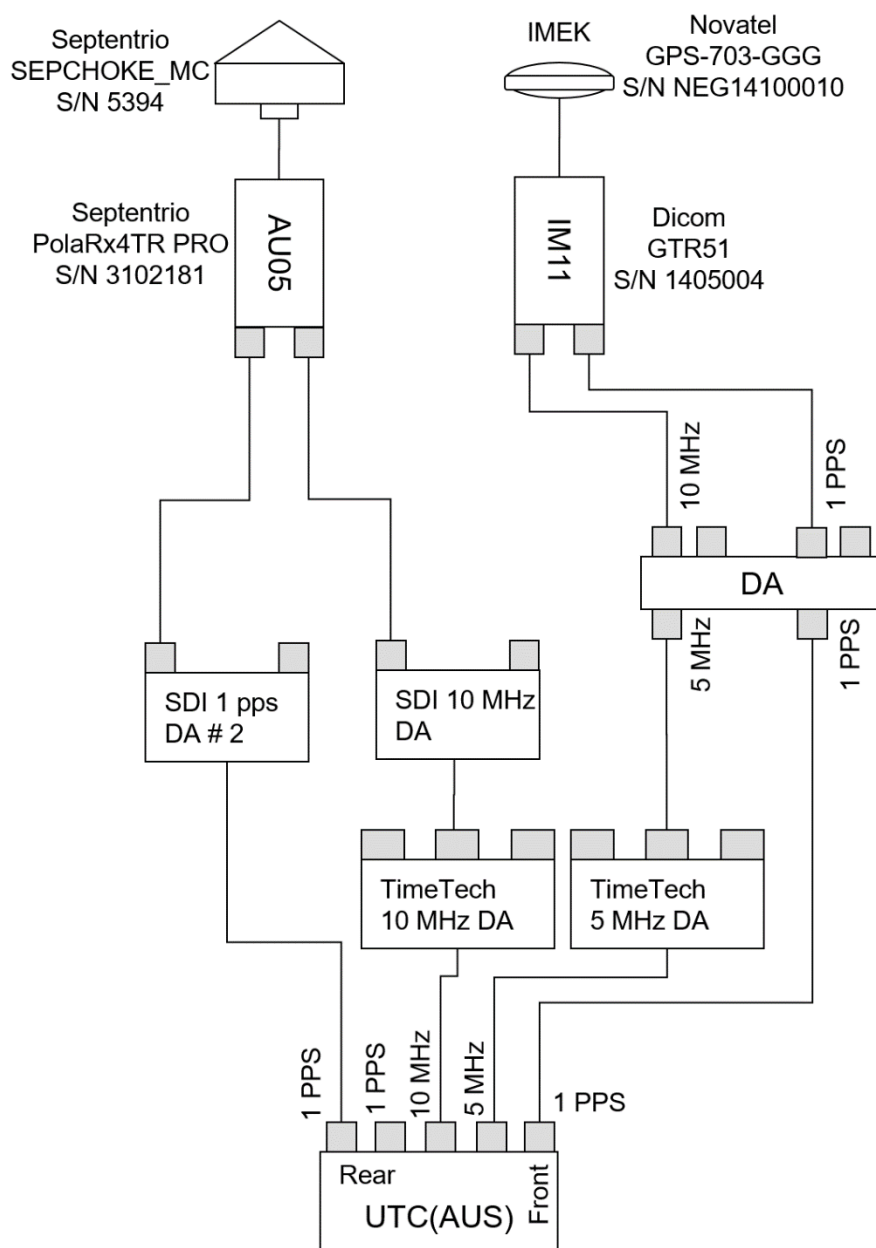 Septentrio
SEPCHOKE_MC
S/N 5394
IMEK
Novatel
GPS-703-GGG
S/N NEG14100010
Septentrio
PolaRx4TR PRO
S/N 3102181
AU05
IM11
Dicom
GTR51
S/N 1405004
10 MHz
1 PPS
DA
5 MHz
1 PPS
SDI 1 pps
DA # 2
SDI 10 MHz
DA
TimeTech
10 MHz DA
TimeTech
5 MHz DA
1 PPS
1 PPS
10 MHz
5 MHz
1 PPS
Rear
Front
UTC(AUS)